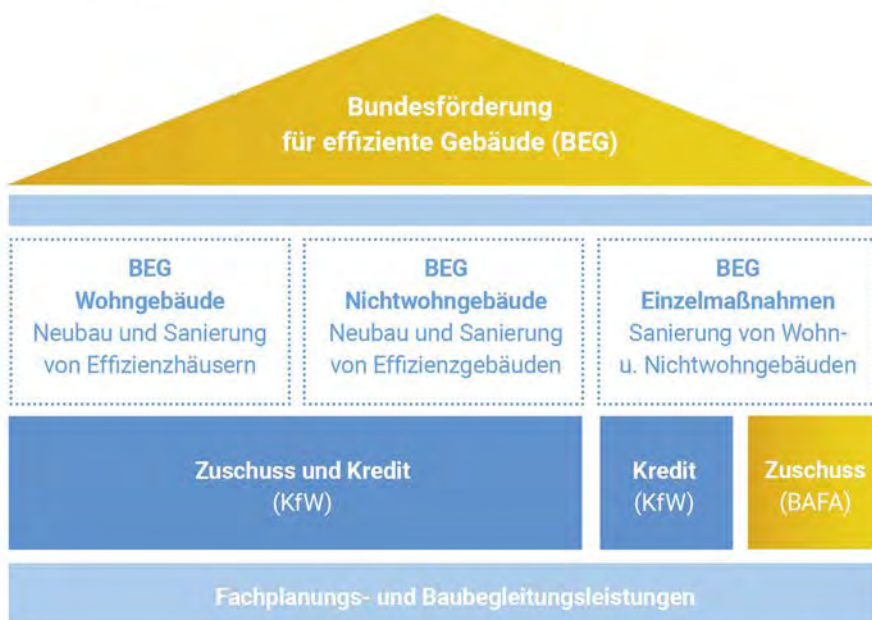 Bundesförderung
für effiziente Gebäude (BEG)
BEG
Wohngebäude
Neubau und Sanierung
von Effizienzhäusern
BEG
Nichtwohngebäude
Neubau und Sanierung
von Effizienzgebäuden
BEG
Einzelmaßnahmen
Sanierung von Wohn-
u. Nichtwohngebäuden
Zuschuss und Kredit
(KfW)
Kredit
(KfW)
Zuschuss
(BAFA)
Fachplanungs- und Baubegleitungsleistungen